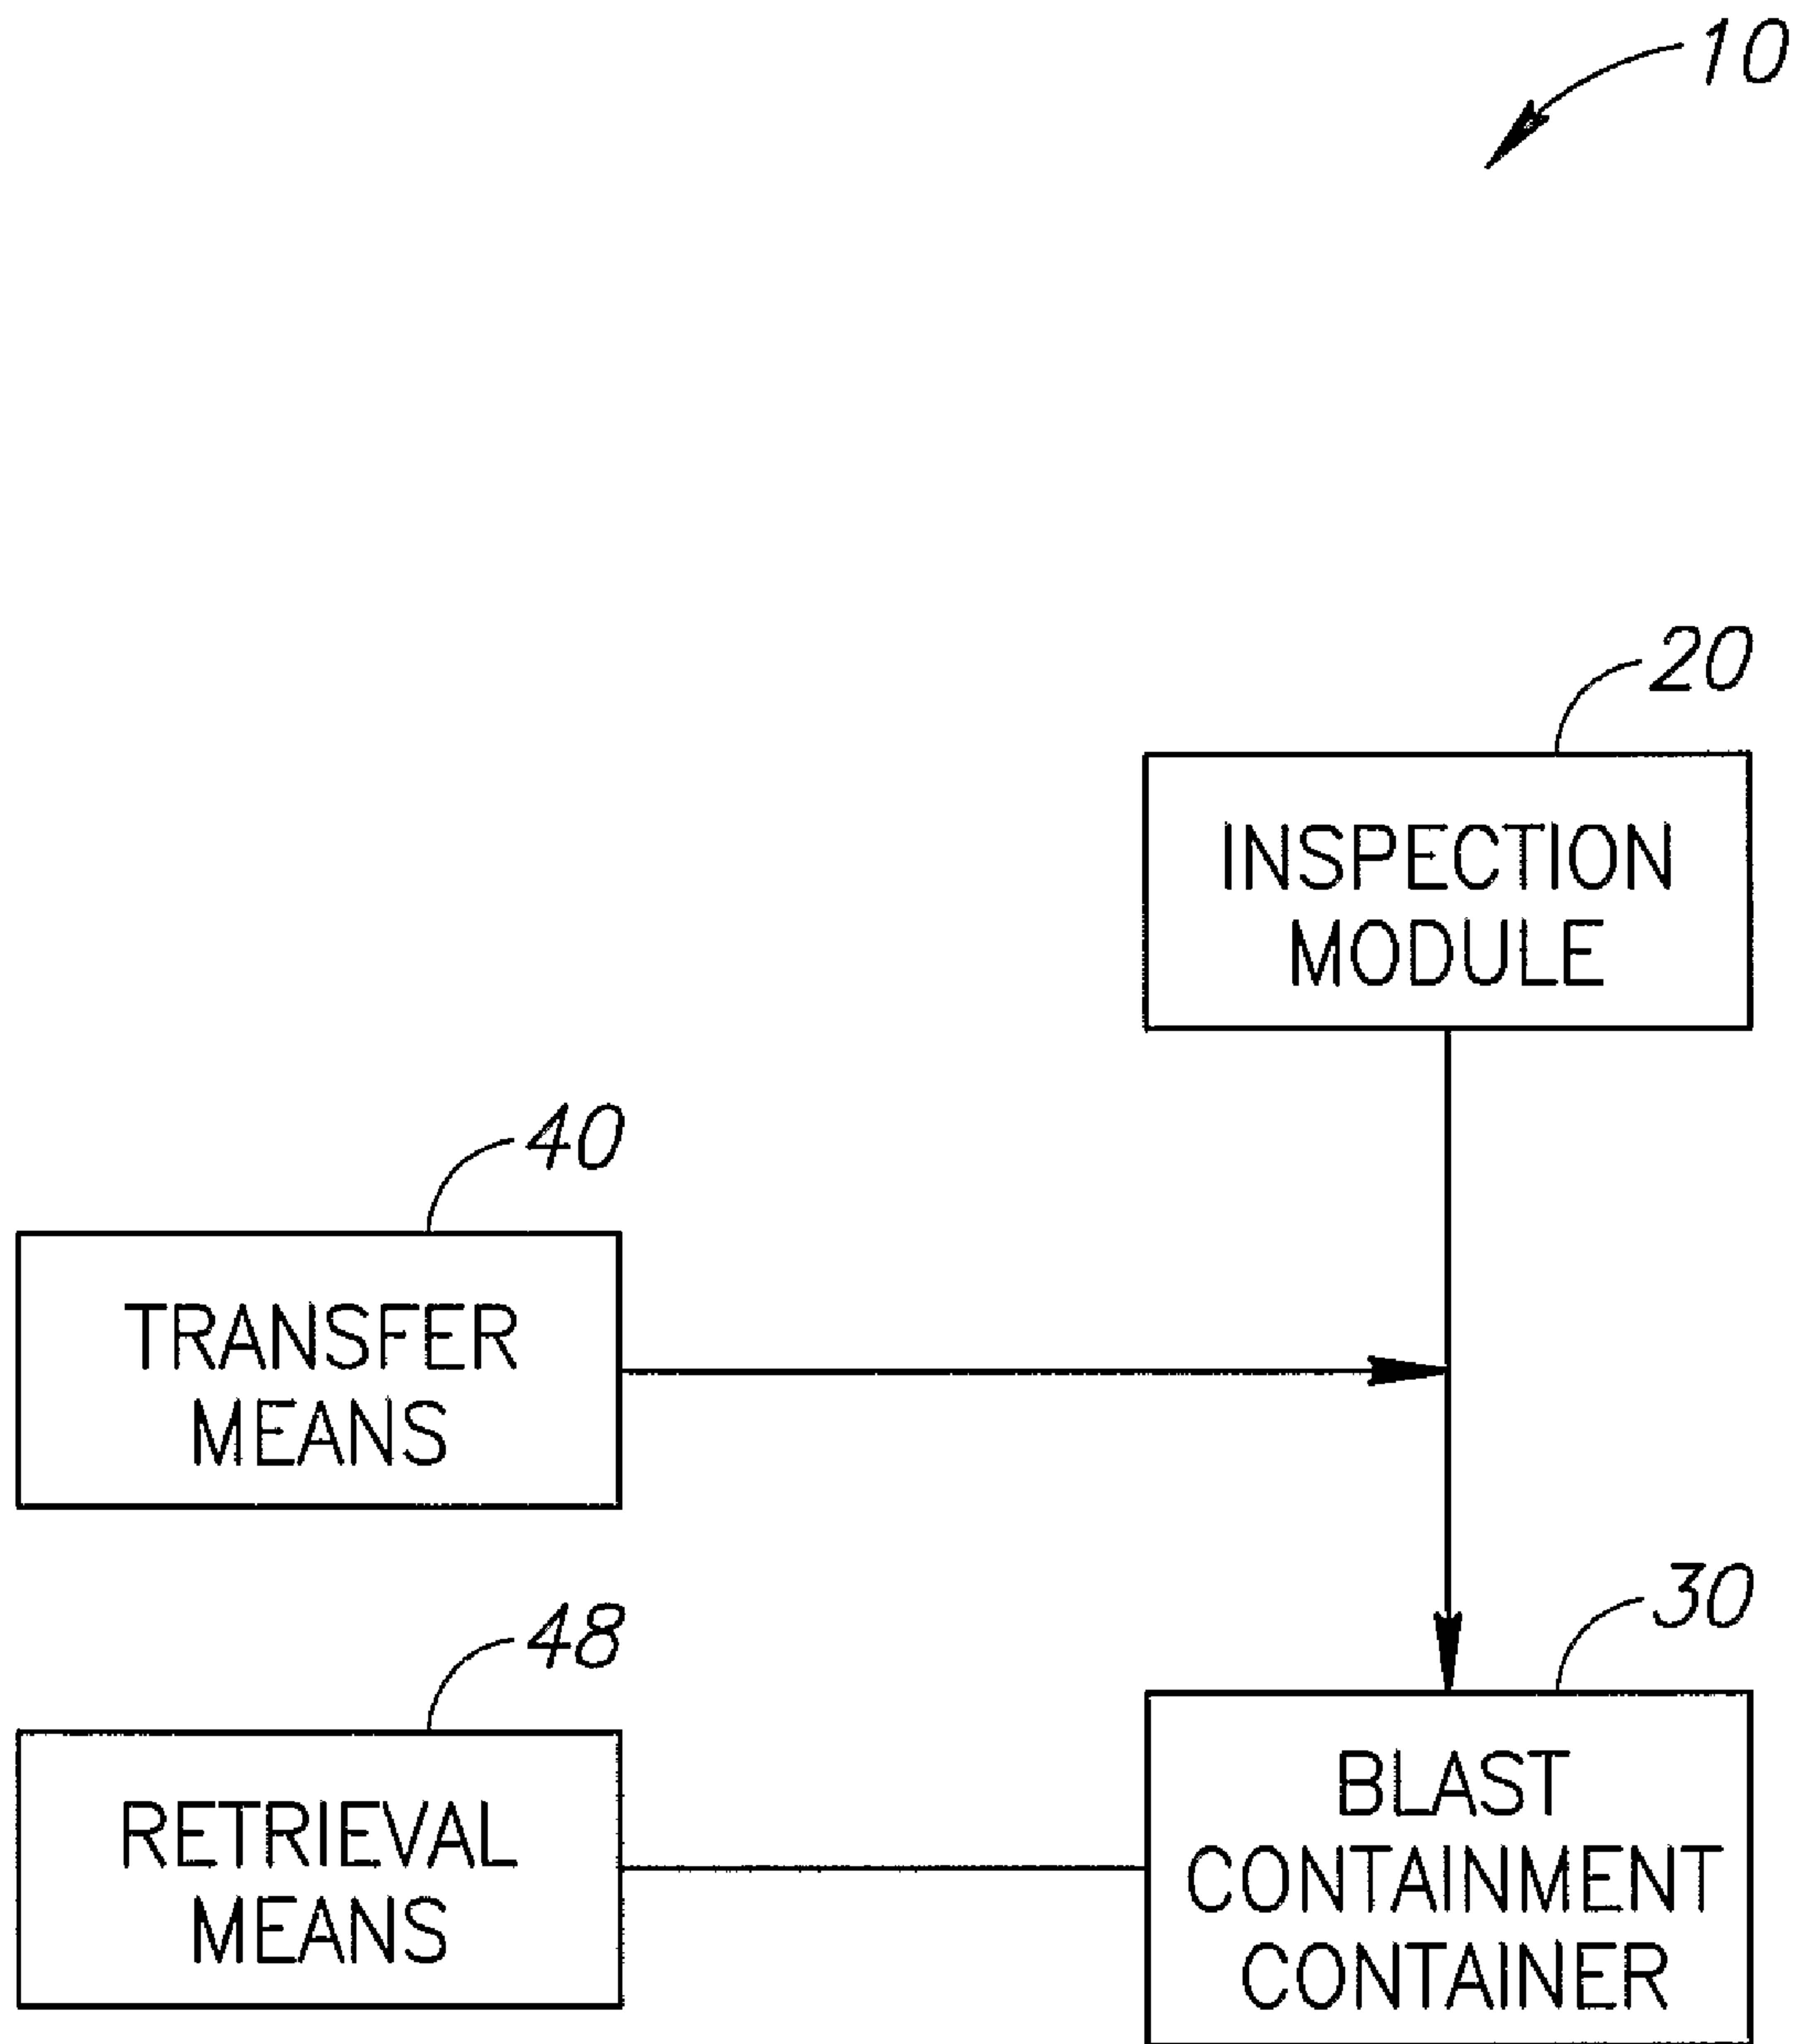 10
20
INSPECTION
MODULE
40
TRANSFER
MEANS
48
RETRIEVAL
MEANS
30
BLAST
CONTAINMENT
CONTAINER